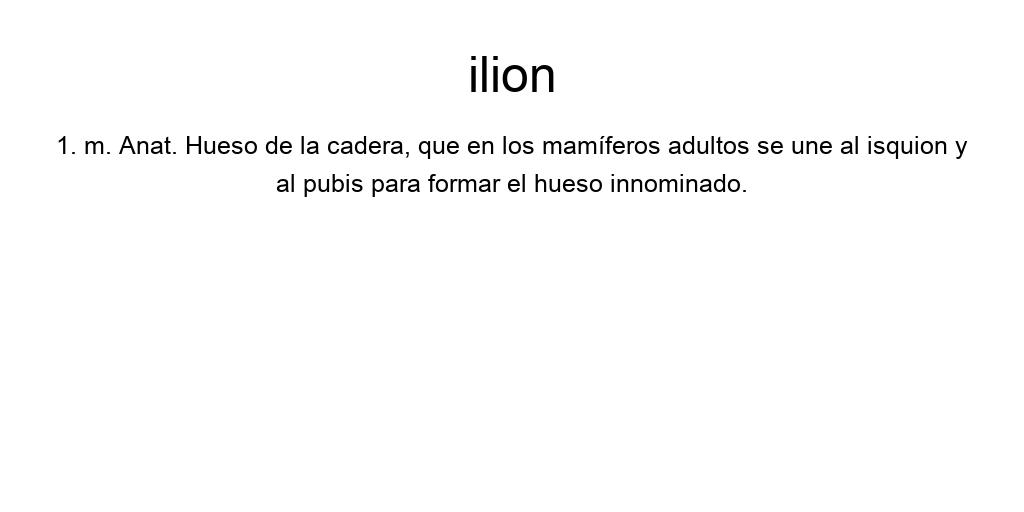 ilion
1. m. Anat. Hueso de la cadera, que en los mamíferos adultos se une al isquion y
al pubis para formar el hueso innominado.